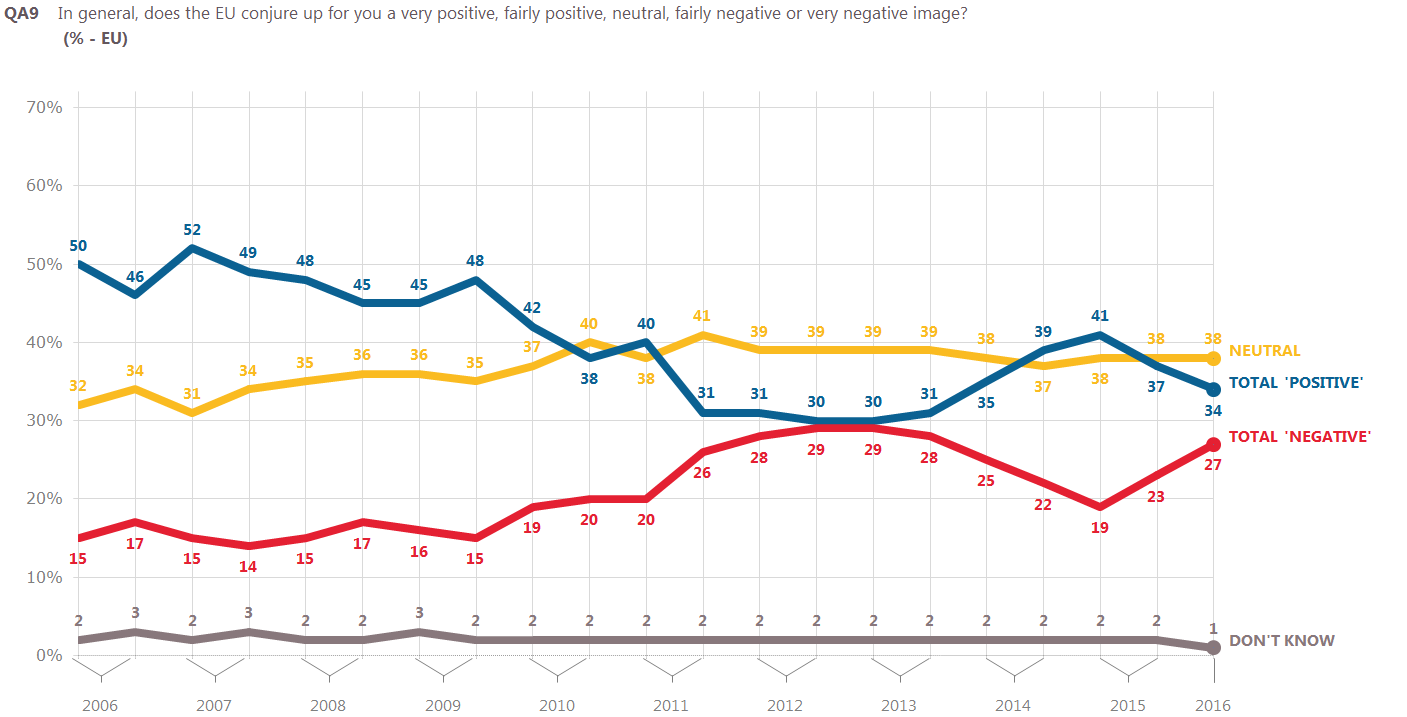 QA9 In general, does the EU conjure up for you a very positive, fairly positive, neutral, fairly negative or very negative image?
(% - EU)
70%
60%
50%
40%
30%
20%
10%
0%
50 46 52 49 48 45 45 48 42 38 40 31 31 30 30 31 35 39 41 37 34
32 34 31 34 35 36 36 35 37 40 38 41 39 39 39 39 38 37 38 38 38
15 17 15 14 15 17 16 15 19 20 20 26 28 29 29 28 25 22 19 23 27
2 3 2 3 2 2 3 2 2 2 2 2 2 2 2 2 2 2 2 2 1
NEUTRAL
TOTAL 'POSITIVE'
TOTAL 'NEGATIVE'
DON'T KNOW
2006 2007 2008 2009 2010 2011 2012 2013 2014 2015 2016